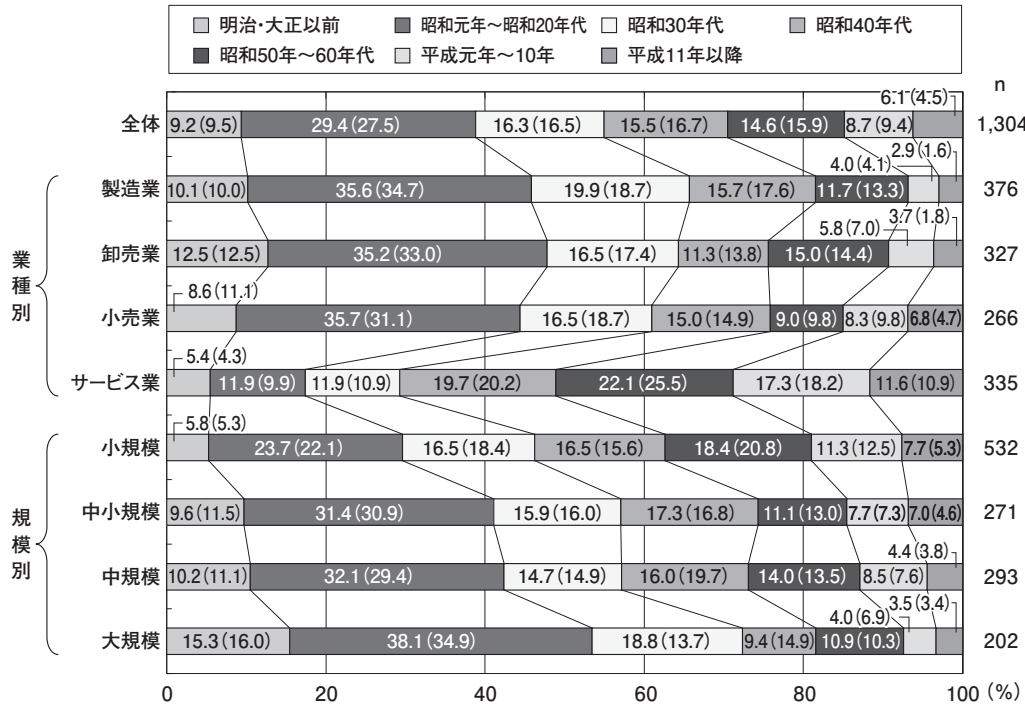 明治・大正以前 昭和元年～昭和20年代 昭和30年代 昭和40年代
昭和50年～60年代 平成元年～10年 平成11年以降
n
全体 9.2(9.5) 29.4(27.5) 16.3(16.5) 15.5(16.7) 14.6(15.9) 8.7(9.4) 6.1(4.5) 1,304
業種別
製造業 10.1(10.0) 35.6(34.7) 19.9(18.7) 15.7(17.6) 11.7(13.3) 4.0(4.1) 2.9(1.6) 376
卸売業 12.5(12.5) 35.2(33.0) 16.5(17.4) 11.3(13.8) 15.0(14.4) 5.8(7.0) 3.7(1.8) 327
小売業 8.6(11.1) 35.7(31.1) 16.5(18.7) 15.0(14.9) 9.0(9.8) 8.3(9.8) 6.8(4.7) 266
サービス業 5.4(4.3) 11.9(9.9) 11.9(10.9) 19.7(20.2) 22.1(25.5) 17.3(18.2) 11.6(10.9) 335
規模別
小規模 5.8(5.3) 23.7(22.1) 16.5(18.4) 16.5(15.6) 18.4(20.8) 11.3(12.5) 7.7(5.3) 532
中小規模 9.6(11.5) 31.4(30.9) 15.9(16.0) 17.3(16.8) 11.1(13.0) 7.7(7.3) 7.0(4.6) 271
中規模 10.2(11.1) 32.1(29.4) 14.7(14.9) 16.0(19.7) 14.0(13.5) 8.5(7.6) 4.4(3.8) 293
大規模 15.3(16.0) 38.1(34.9) 18.8(13.7) 9.4(14.9) 10.9(10.3) 4.0(6.9) 3.5(3.4) 202
0 20 40 60 80 100 (%)